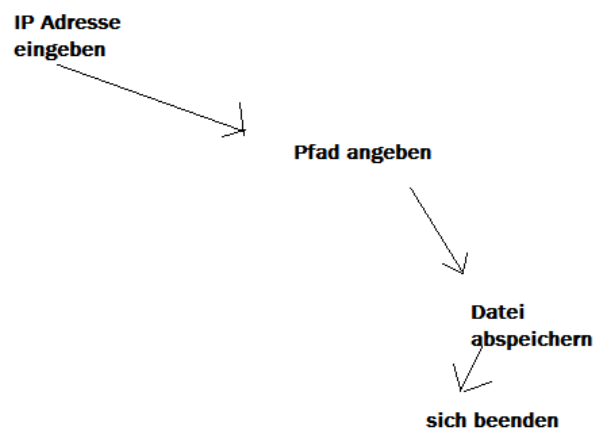 IP Adresse
eingeben
Pfad angeben
Datei
abspeichern
sich beenden